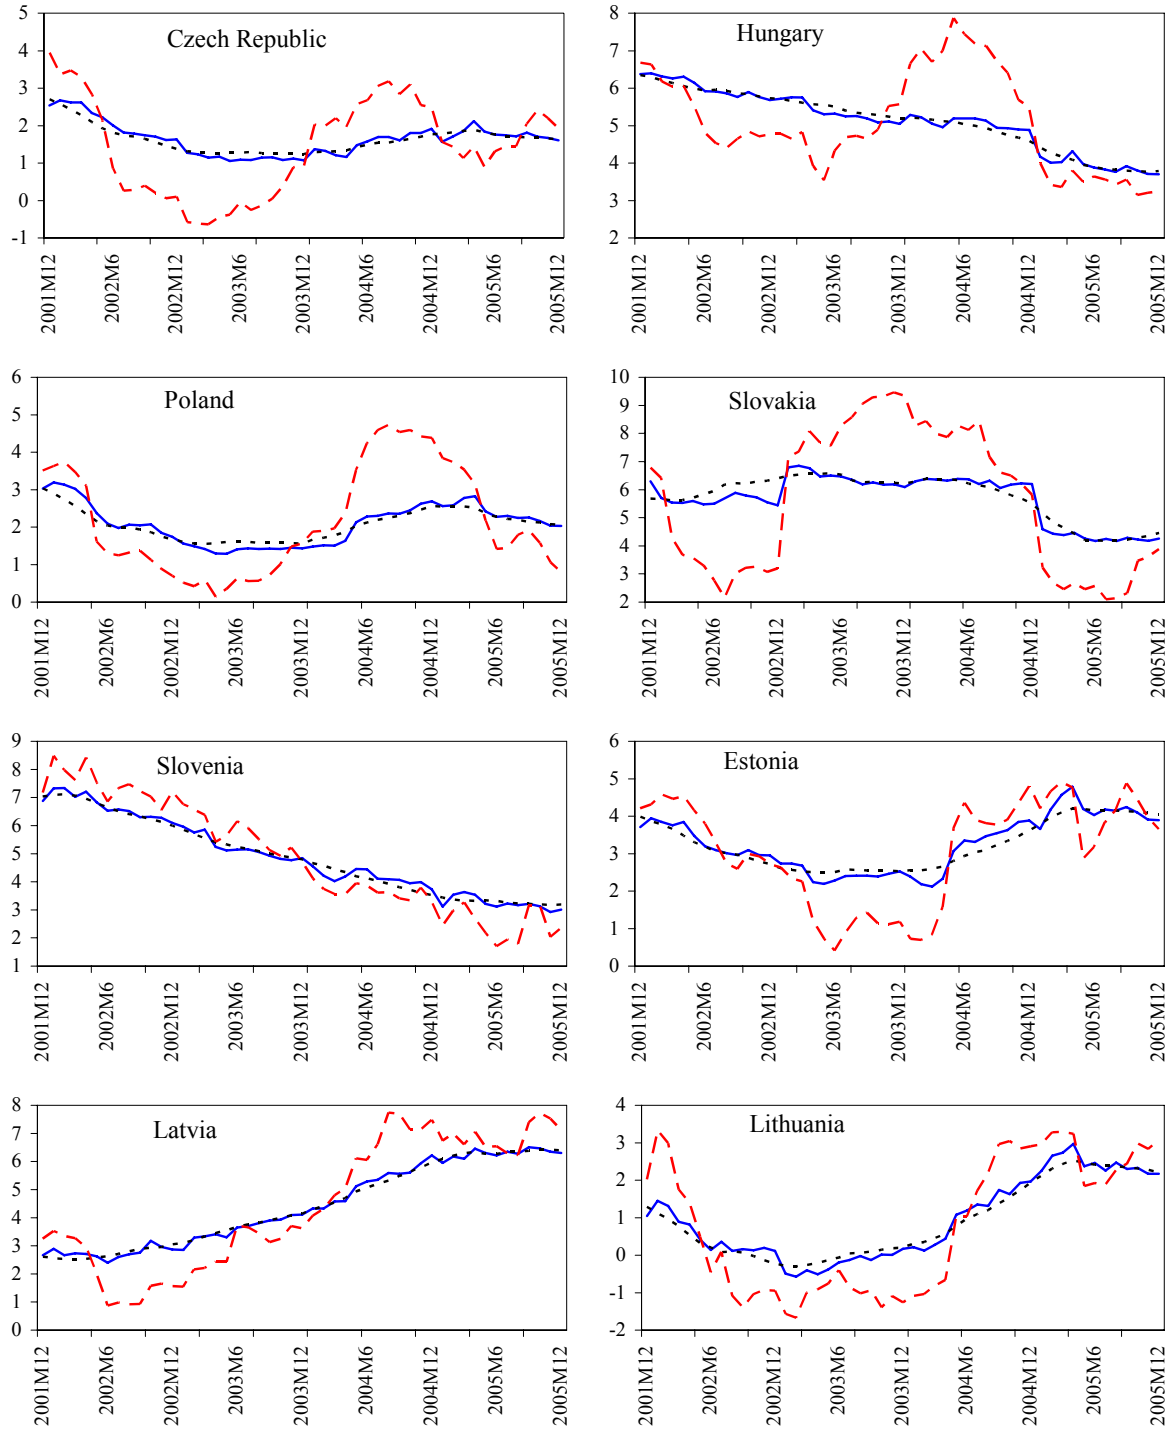 Czech Republic
5
4
3
2
1
0
-1
2001M12
2002M6
2002M12
2003M6
2003M12
2004M6
2004M12
2005M6
2005M12
Hungary
8
7
6
5
4
3
2
2001M12
2002M6
2002M12
2003M6
2003M12
2004M6
2004M12
2005M6
2005M12
Poland
6
5
4
3
2
1
0
2001M12
2002M6
2002M12
2003M6
2003M12
2004M6
2004M12
2005M6
2005M12
Slovakia
10
9
8
7
6
5
4
3
2
2001M12
2002M6
2002M12
2003M6
2003M12
2004M6
2004M12
2005M6
2005M12
Slovenia
9
8
7
6
5
4
3
2
1
2001M12
2002M6
2002M12
2003M6
2003M12
2004M6
2004M12
2005M6
2005M12
Estonia
6
5
4
3
2
1
0
2001M12
2002M6
2002M12
2003M6
2003M12
2004M6
2004M12
2005M6
2005M12
Latvia
8
7
6
5
4
3
2
1
0
2001M12
2002M6
2002M12
2003M6
2003M12
2004M6
2004M12
2005M6
2005M12
Lithuania
4
3
2
1
0
-1
-2
2001M12
2002M6
2002M12
2003M6
2003M12
2004M6
2004M12
2005M6
2005M12